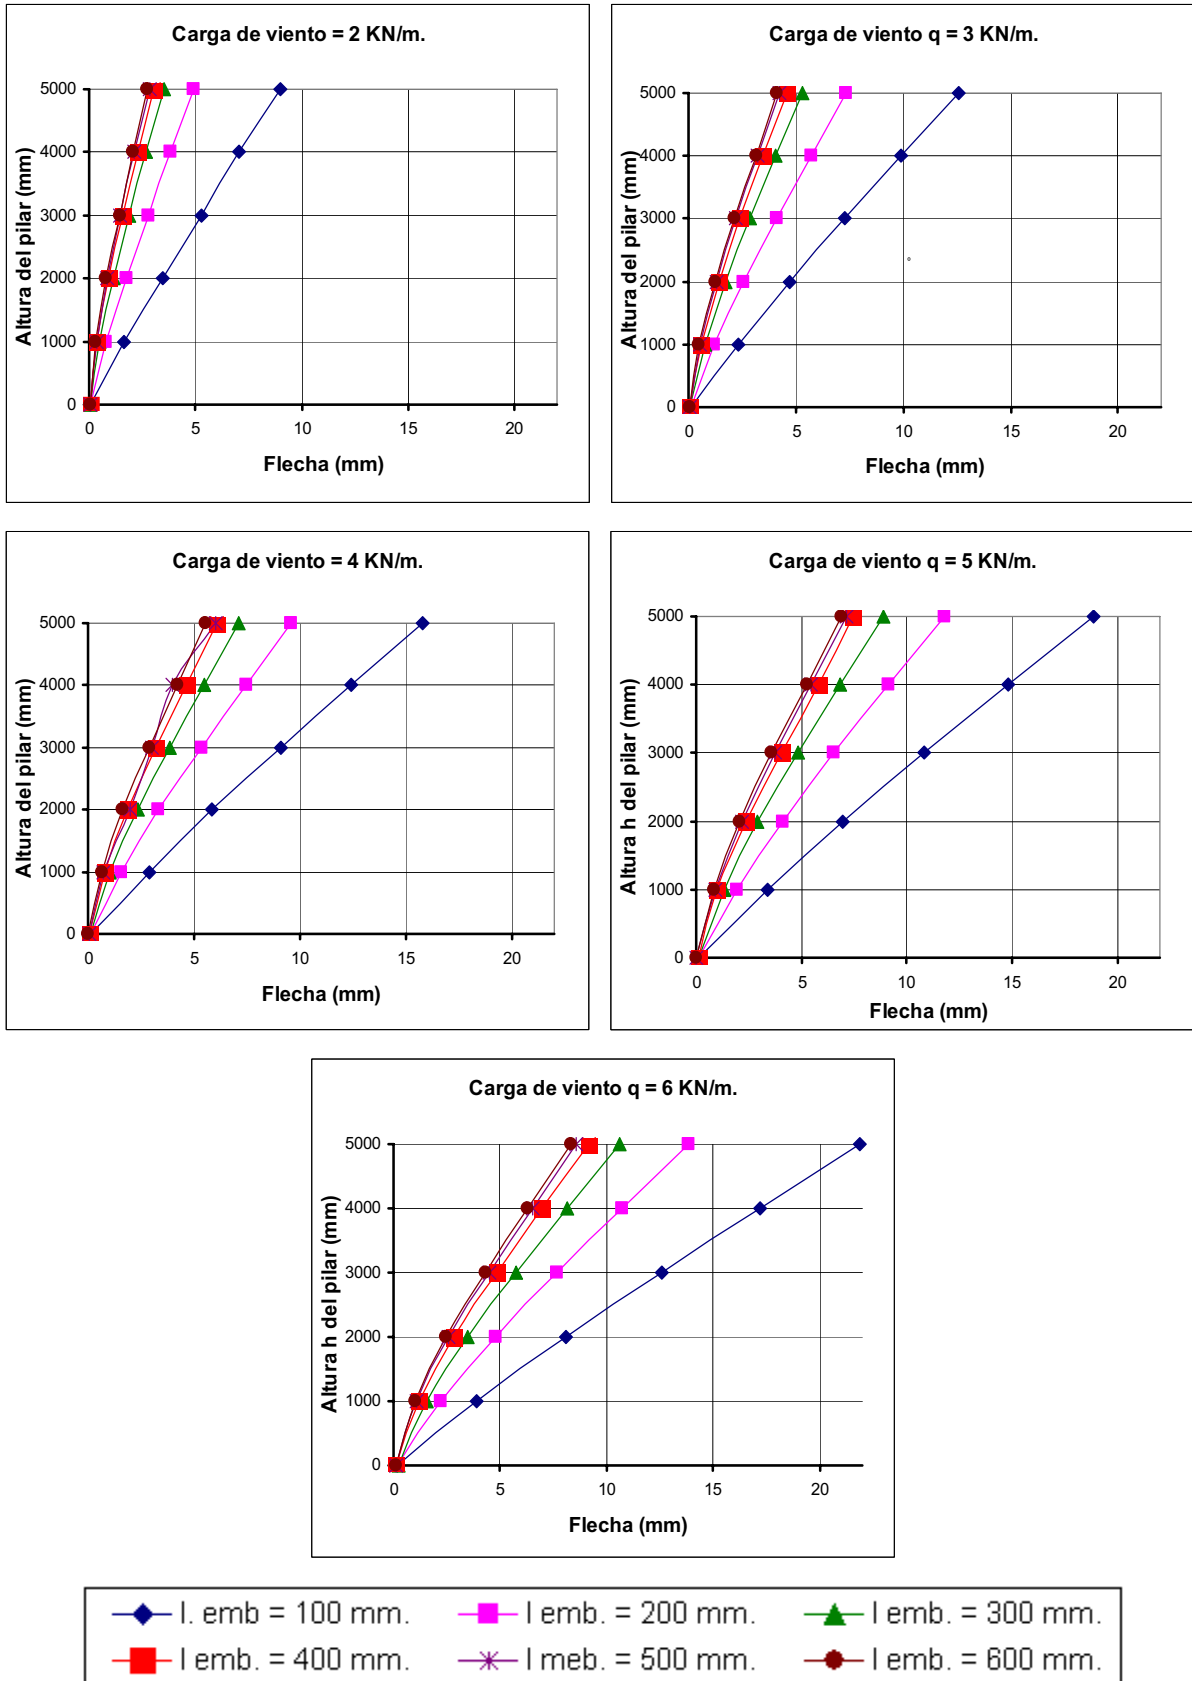 Carga de viento = 2 KN/m.
5000
4000
3000
2000
1000
0
0 5 10 15 20
Altura del pilar (mm)
Flecha (mm)
Carga de viento q = 3 KN/m.
5000
4000
3000
2000
1000
0
0 5 10 15 20
Altura del pilar (mm)
Flecha (mm)
Carga de viento = 4 KN/m.
5000
4000
3000
2000
1000
0
0 5 10 15 20
Altura del pilar (mm)
Flecha (mm)
Carga de viento q = 5 KN/m.
5000
4000
3000
2000
1000
0
0 5 10 15 20
Altura h del pilar (mm)
Flecha (mm)
Carga de viento q = 6 KN/m.
5000
4000
3000
2000
1000
0
0 5 10 15 20
Altura h del pilar (mm)
Flecha (mm)
l. emb = 100 mm. l emb. = 200 mm. l emb. = 300 mm.
l emb. = 400 mm. l meb. = 500 mm. l emb. = 600 mm.